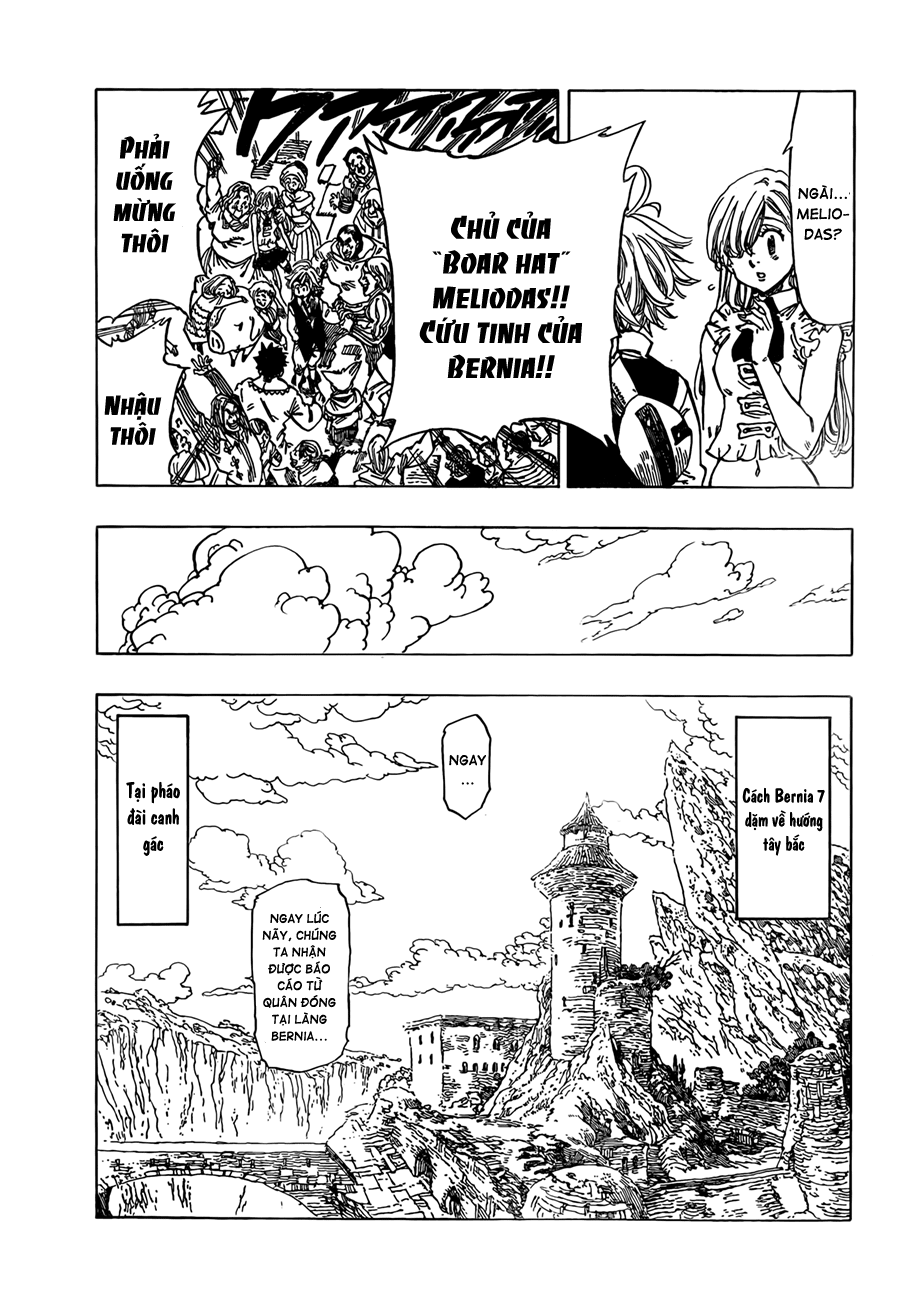 NGÀI...
MELIO-
DAS?
CHỦ CỦA
"BOAR HAT"
MELIODAS!!
CỨU TINH CỦA
BERNIA!!
PHẢI
UỐNG
MỪNG
THÔI
NHẬU
THÔI
Cách Bernia 7
dặm về hướng
tây bắc
NGAY
...
Tại pháo
đài canh
gác
NGAY LÚC
NÃY, CHÚNG
TA NHẬN
ĐƯỢC BÁO
CÁO TỪ
QUÂN ĐÓNG
TẠI LÀNG
BERNIA...